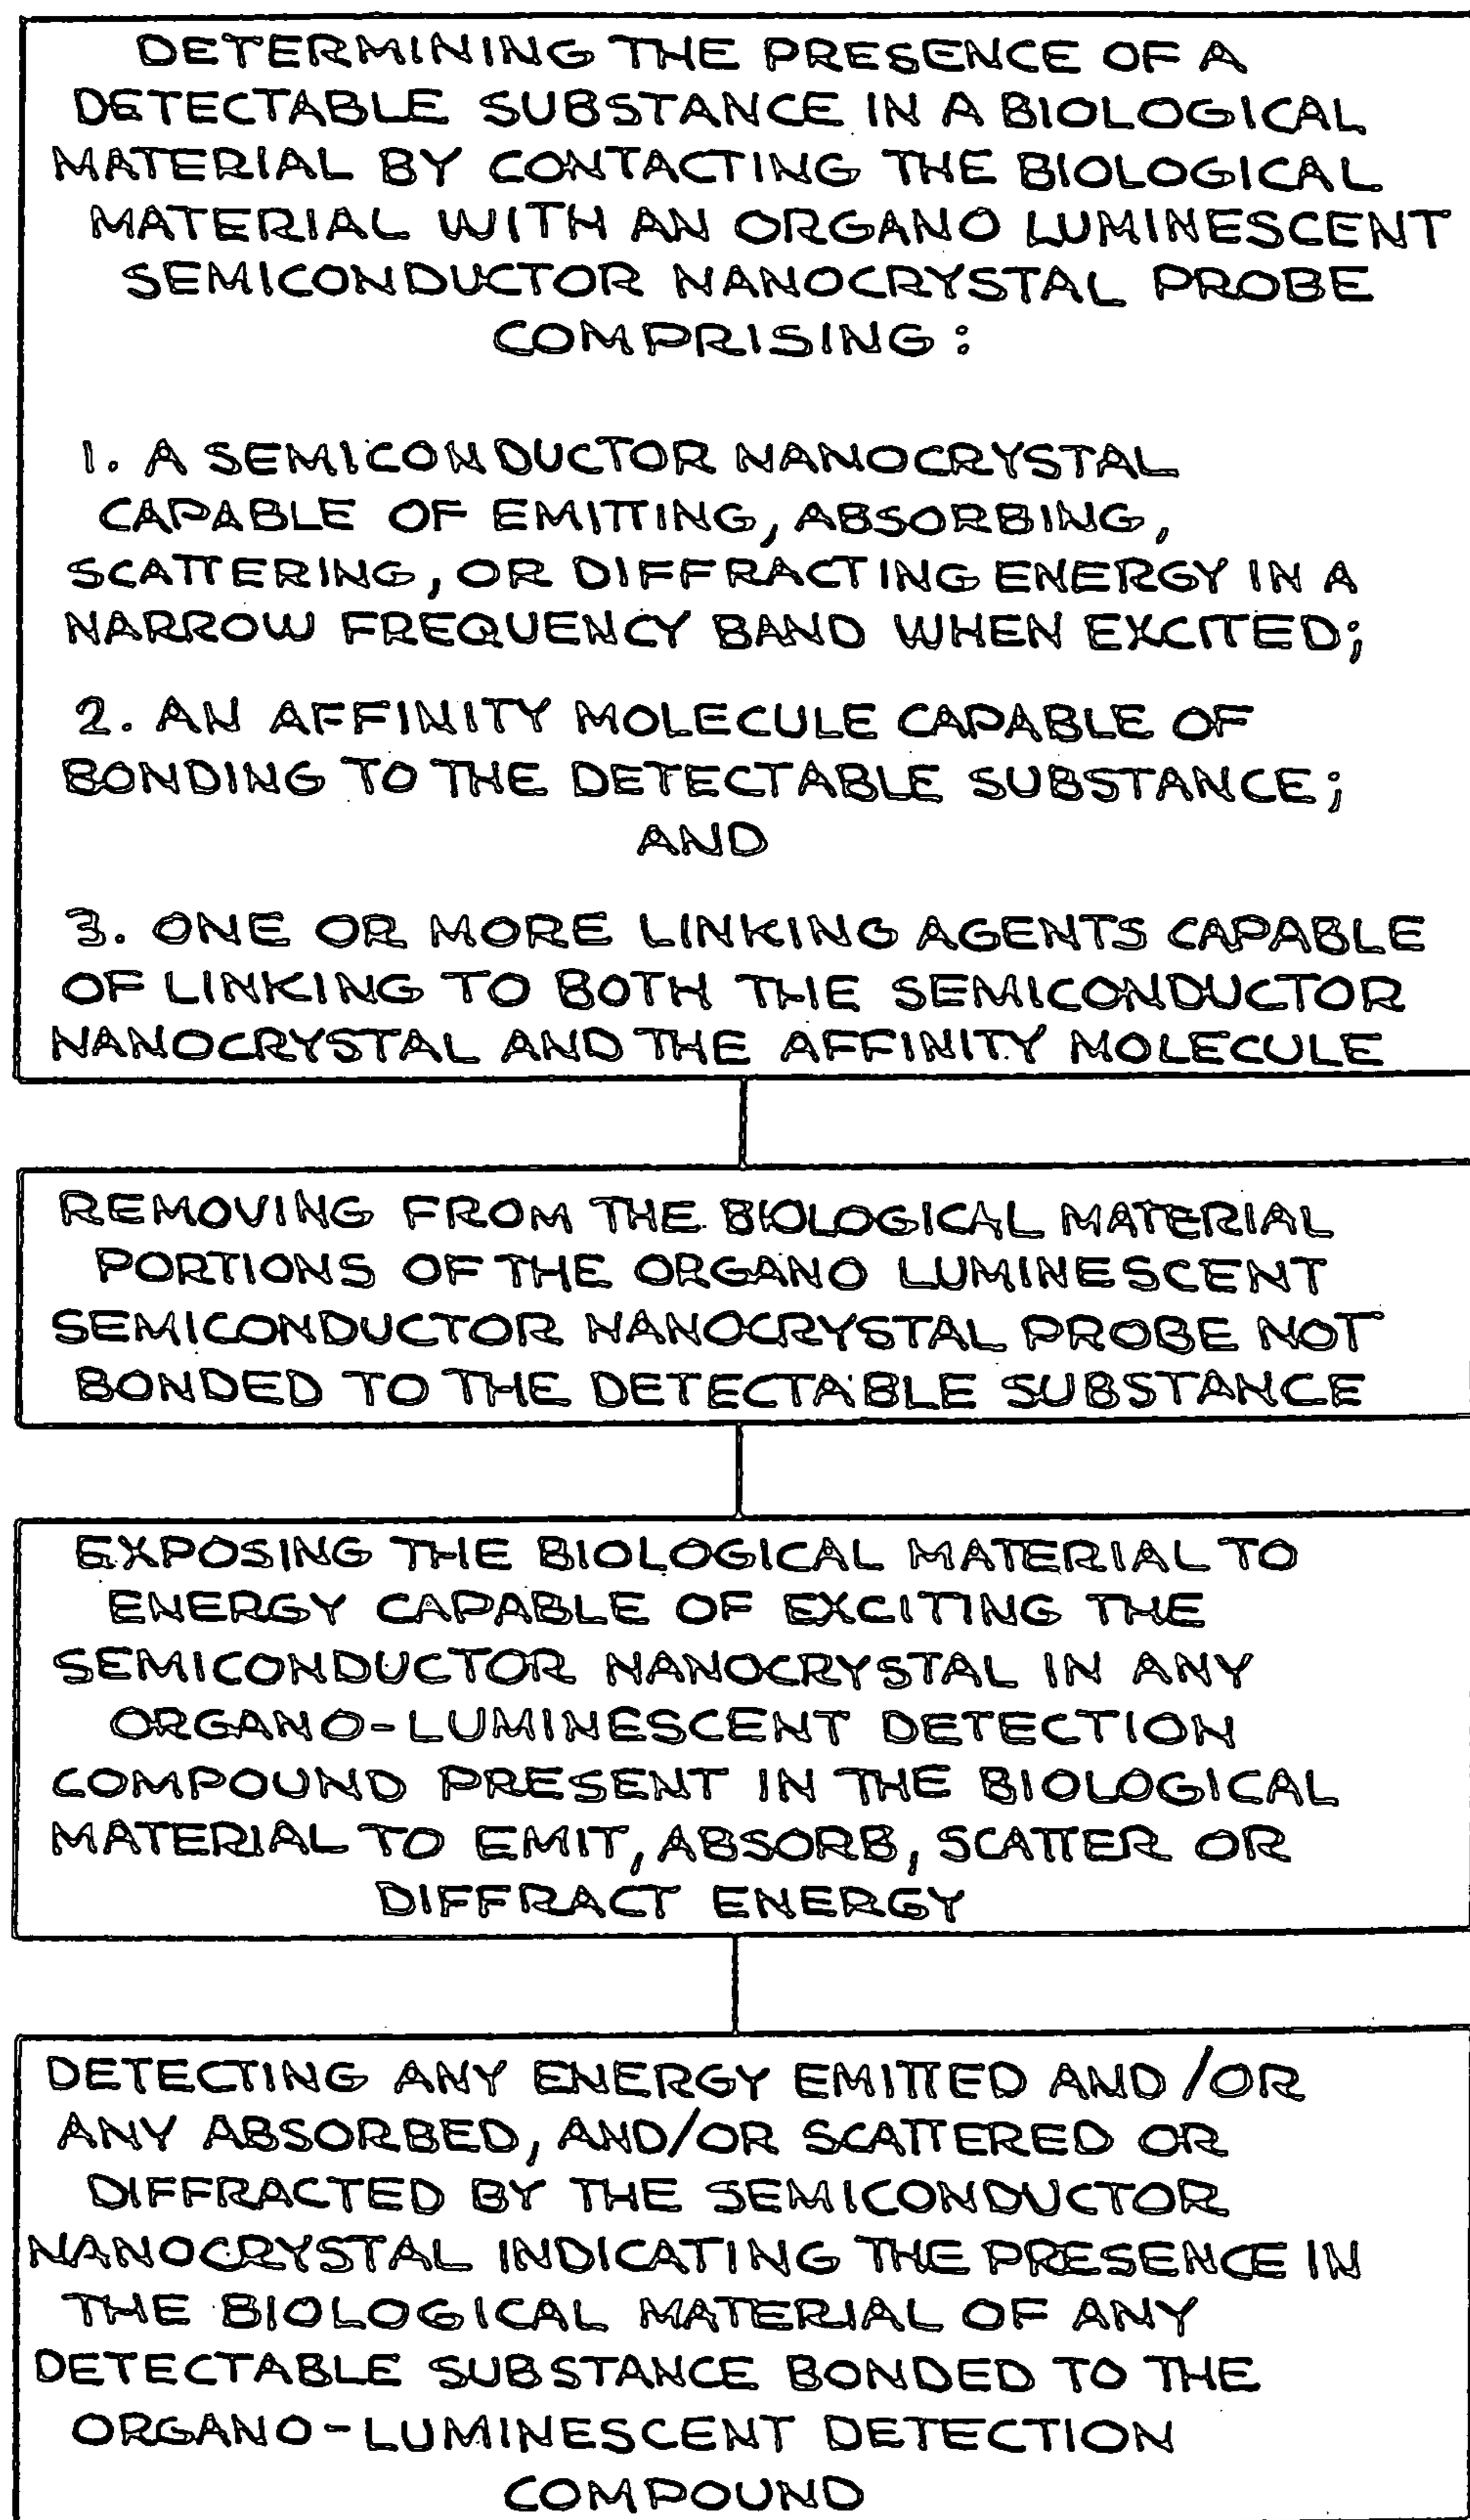 DETERMINING THE PRESENCE OF A
DETECTABLE SUBSTANCE IN A BIOLOGICAL
MATERIAL BY CONTACTING THE BIOLOGICAL
MATERIAL WITH AN ORGANO LUMINESCENT
SEMICONDUCTOR NANOCRYSTAL PROBE
COMPRISING:
1. A SEMICONDUCTOR NANOCRYSTAL
CAPABLE OF EMITTING, ABSORBING,
SCATTERING, OR DIFFRACTING ENERGY IN A
NARROW FREQUENCY BAND WHEN EXCITED;
2. AN AFFINITY MOLECULE CAPABLE OF
BONDING TO THE DETECTABLE SUBSTANCE;
AND
3. ONE OR MORE LINKING AGENTS CAPABLE
OF LINKING TO BOTH THE SEMICONDUCTOR
NANOCRYSTAL AND THE AFFINITY MOLECULE
REMOVING FROM THE BIOLOGICAL MATERIAL
PORTIONS OF THE ORGANO LUMINESCENT
SEMICONDUCTOR NANOCRYSTAL PROBE NOT
BONDED TO THE DETECTABLE SUBSTANCE
EXPOSING THE BIOLOGICAL MATERIAL TO
ENERGY CAPABLE OF EXCITING THE
SEMICONDUCTOR NANOCRYSTAL IN ANY
ORGANO-LUMINESCENT DETECTION
COMPOUND PRESENT IN THE BIOLOGICAL
MATERIAL TO EMIT, ABSORB, SCATTER OR
DIFFRACT ENERGY
DETECTING ANY ENERGY EMITTED AND/OR
ANY ABSORBED, AND/OR SCATTERED OR
DIFFRACTED BY THE SEMICONDUCTOR
NANOCRYSTAL INDICATING THE PRESENCE IN
THE BIOLOGICAL MATERIAL OF ANY
DETECTABLE SUBSTANCE BONDED TO THE
ORGANO-LUMINESCENT DETECTION
COMPOUND